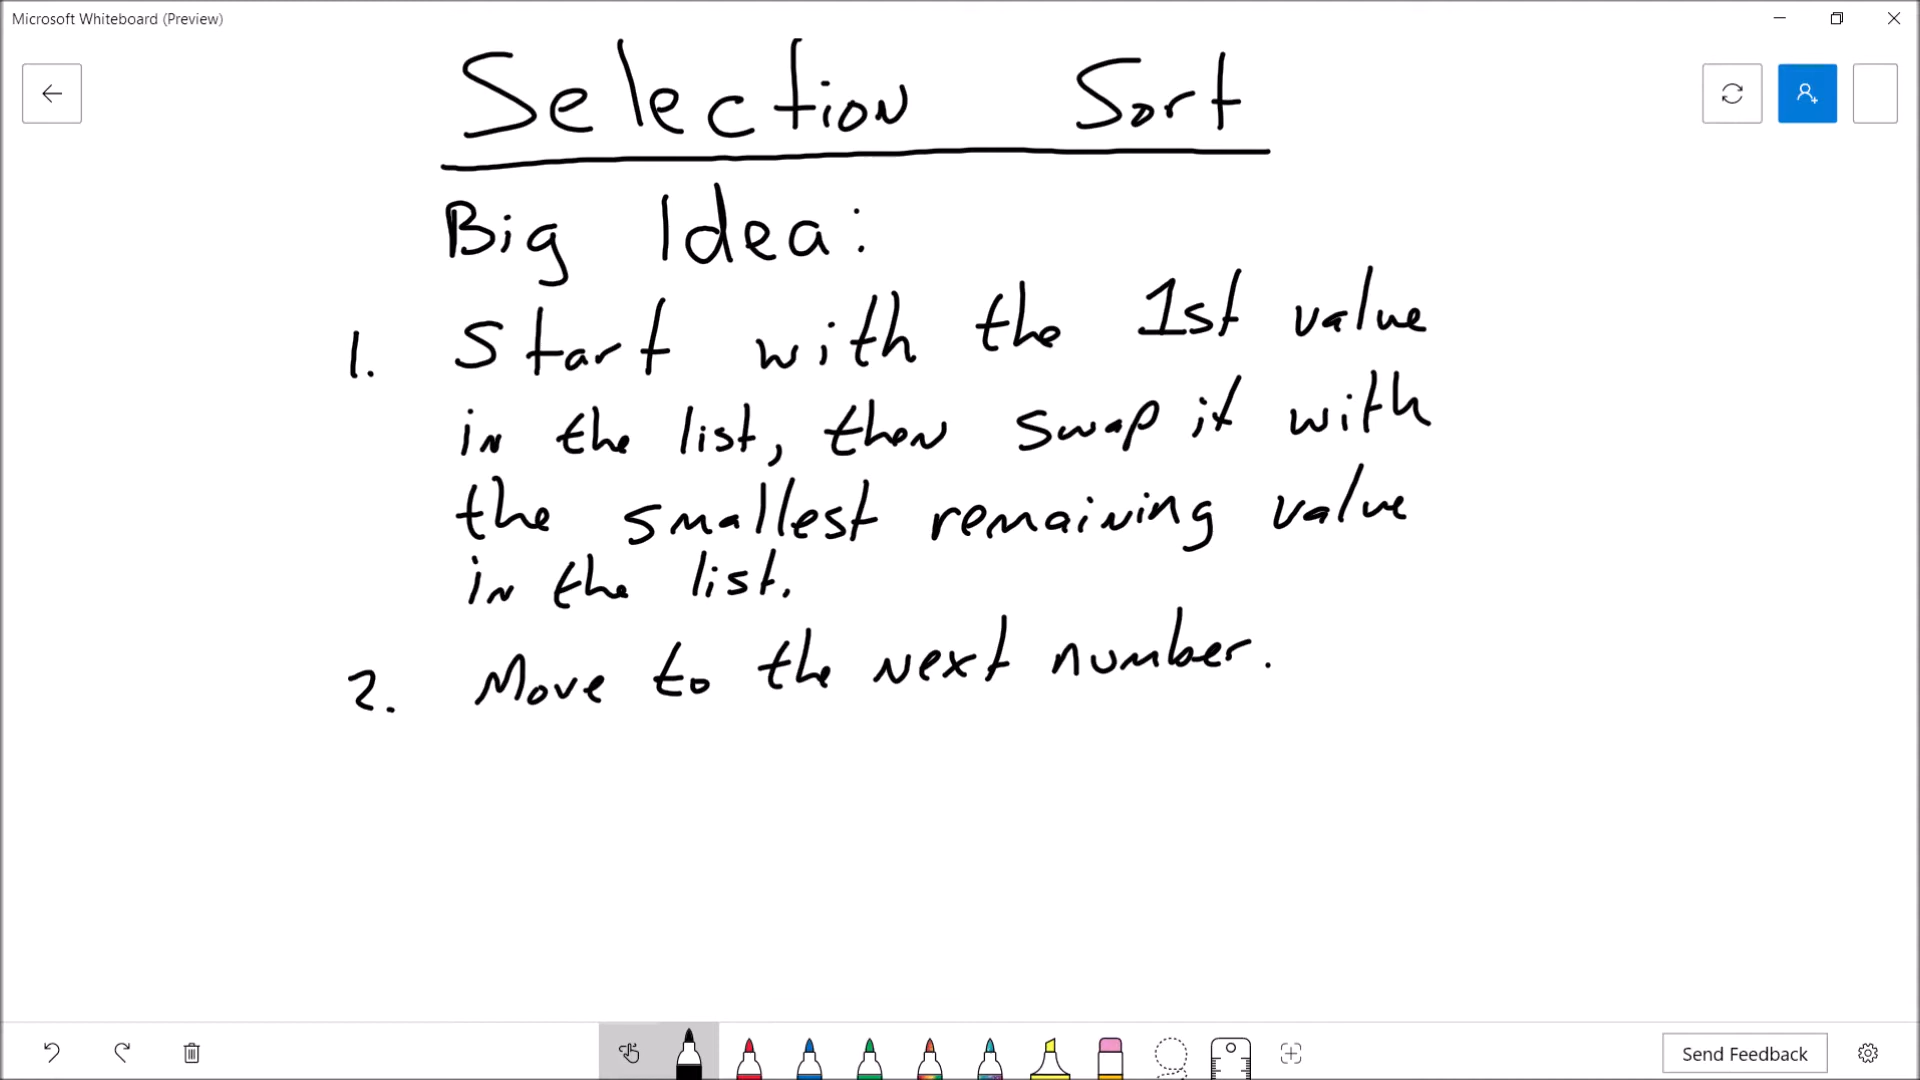 Microsoft Whiteboard (Preview)
Selection Sort
Big Idea:
1. Start with the 1st value
in the list, then swap it with
the smallest remaining value
in the list.
2. Move to the next number.
Send Feedback